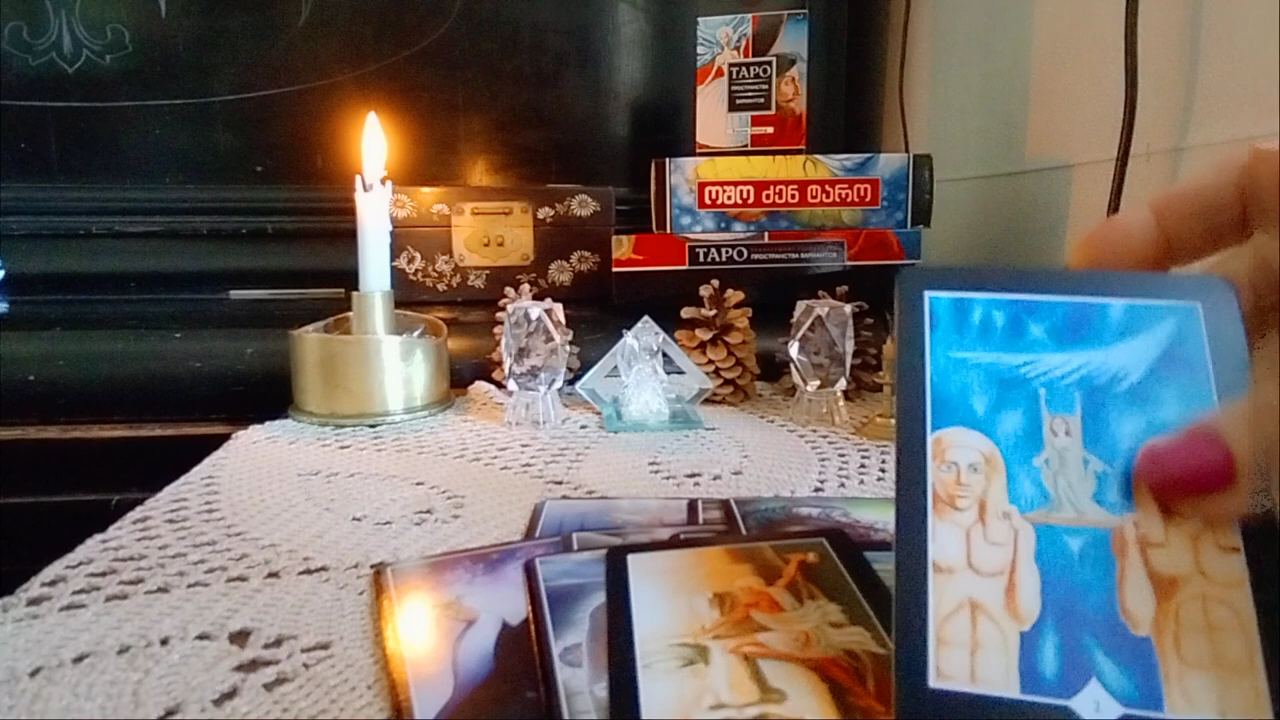 ТАРО
ПРОСТРАНСТВА
ВАРИАНТОВ
ოშო ძენ ტარო
ТАРО
ПРОСТРАНСТВА ВАРИАНТОВ